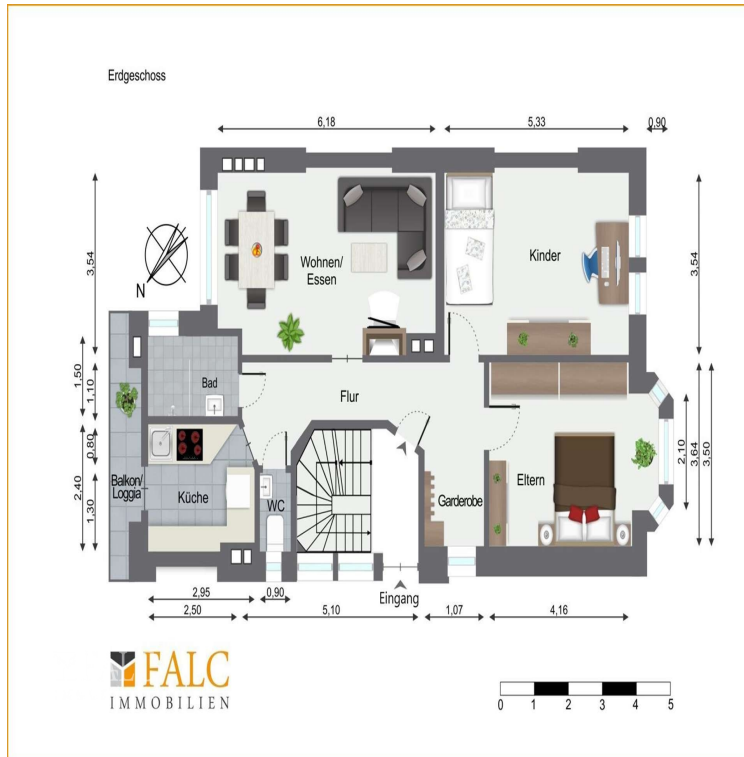 Erdgeschoss
6,18
5,33
0,90
3,54
Wohnen/
Essen
Kinder
3,54
N
1,50
1,10
Bad
Flur
0,80
2,40
1,30
Balkon/
Loggia
Küche
WC
Garderobe
Eltern
2,10
3,64
3,50
2,95
2,50
0,90
5,10
Eingang
1,07
4,16
FALC
IMMOBILIEN
0 1 2 3 4 5